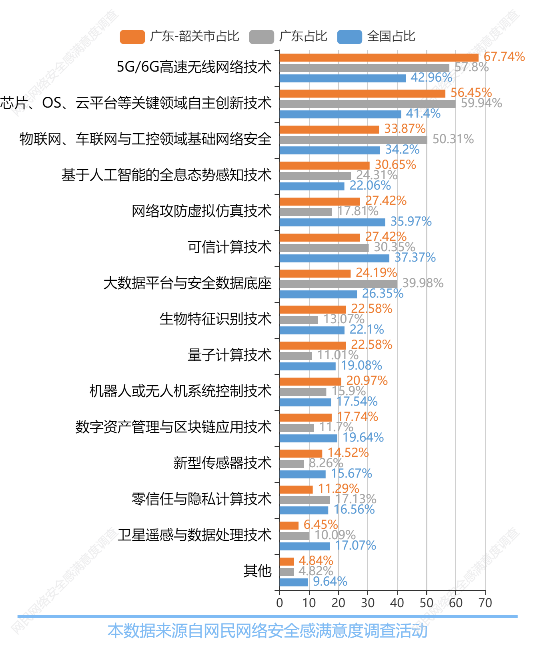 广东-韶关市占比 广东占比 全国占比
5G/6G高速无线网络技术 67.74% 57.8% 42.96%
芯片、OS、云平台等关键领域自主创新技术 56.45% 59.94% 41.4%
物联网、车联网与工控领域基础网络安全 33.87% 50.31% 34.2%
基于人工智能的全息态势感知技术 30.65% 24.31% 22.06%
网络攻防虚拟仿真技术 27.42% 17.81% 35.97%
可信计算技术 27.42% 30.35% 37.37%
大数据平台与安全数据底座 24.19% 39.98% 26.35%
生物特征识别技术 22.58% 13.07% 22.1%
量子计算技术 22.58% 11.01% 19.08%
机器人或无人机系统控制技术 20.97% 15.9% 17.54%
数字资产管理与区块链应用技术 17.74% 11.7% 19.64%
新型传感器技术 14.52% 8.26% 15.67%
零信任与隐私计算技术 11.29% 17.13% 16.56%
卫星遥感与数据处理技术 6.45% 10.09% 17.07%
其他 4.84% 4.82% 9.64%
0 10 20 30 40 50 60 70
本数据来源自网民网络安全感满意度调查活动